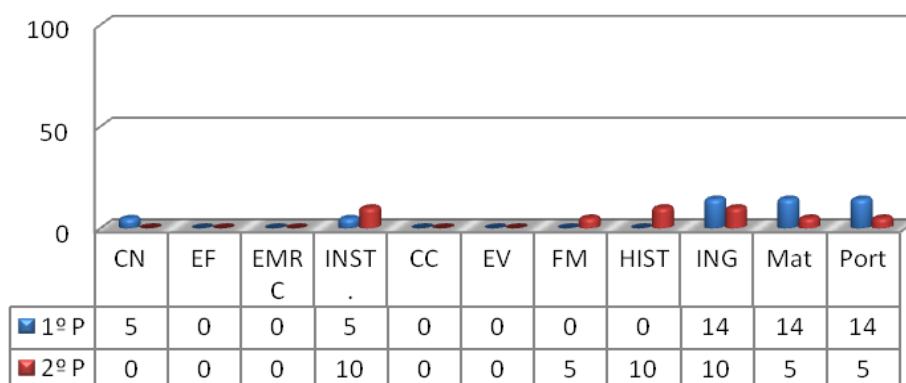 100
50
0
CN EF EMRC INST. CC EV FM HIST ING Mat Port
1º P 5 0 0 5 0 0 0 0 14 14 14
2º P 0 0 0 10 0 0 5 10 10 5 5